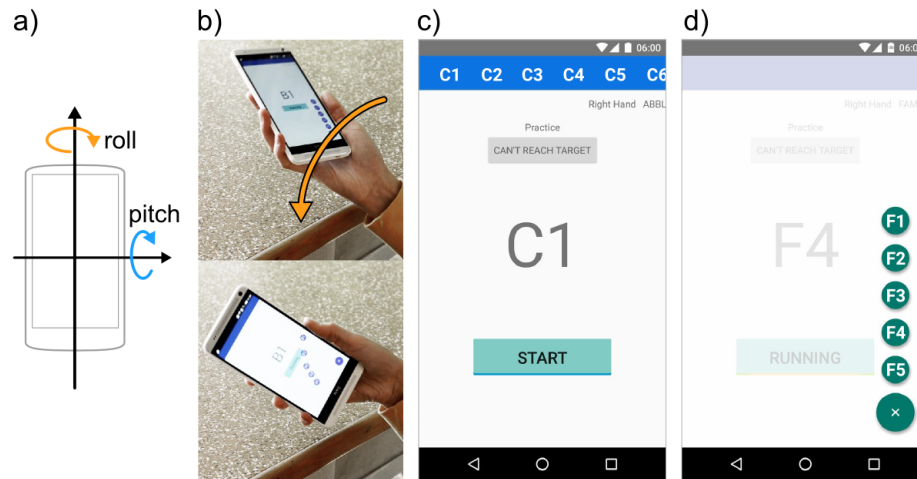 a)
roll
pitch
b)
B1
B1
c)
06:00
C1 C2 C3 C4 C5 C6
Right Hand ABBL
Practice
CAN'T REACH TARGET
C1
START
d)
06:0
Right Hand FAM
Practice
CAN'T REACH TARGET
F4
RUNNING
F1
F2
F3
F4
F5
×